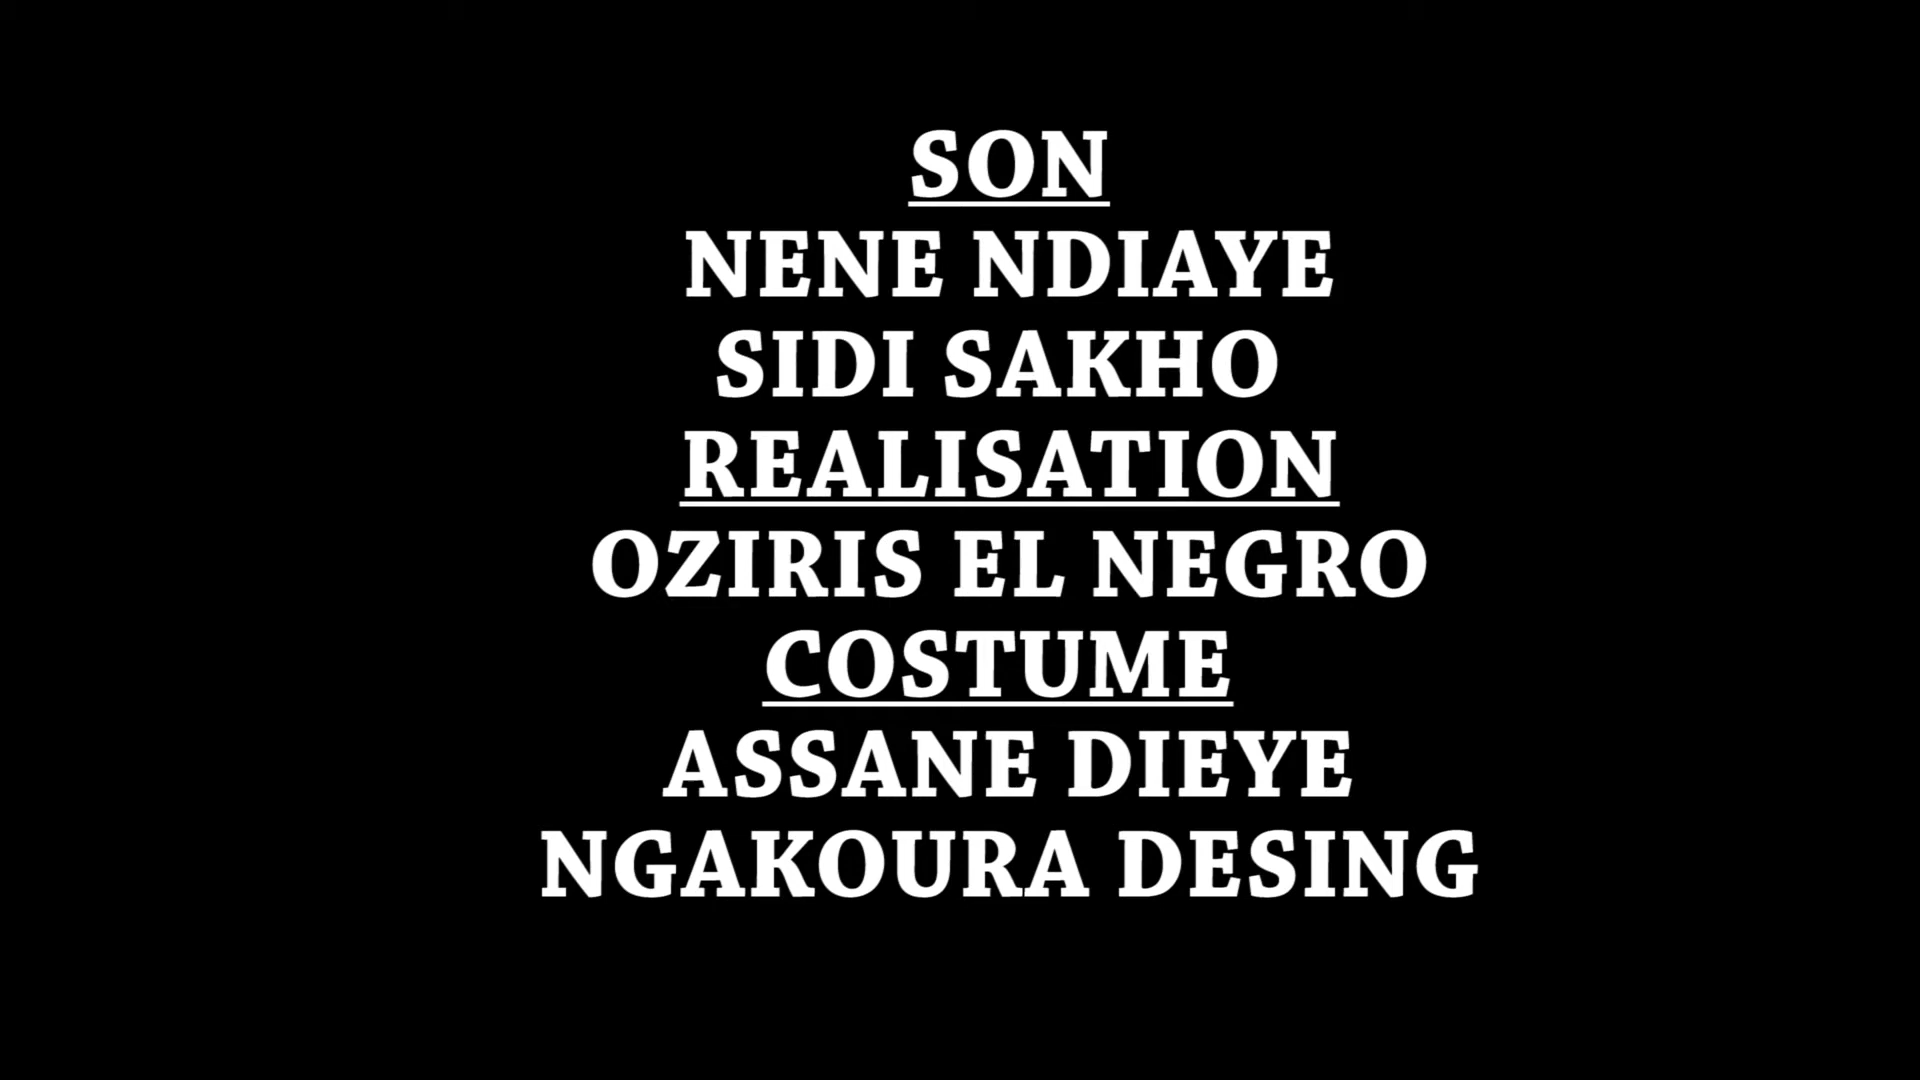 SON
NENE NDIAYE
SIDI SAKHO
REALISATION
OZIRIS EL NEGRO
COSTUME
ASSANE DIEYE
NGAKOURA DESING